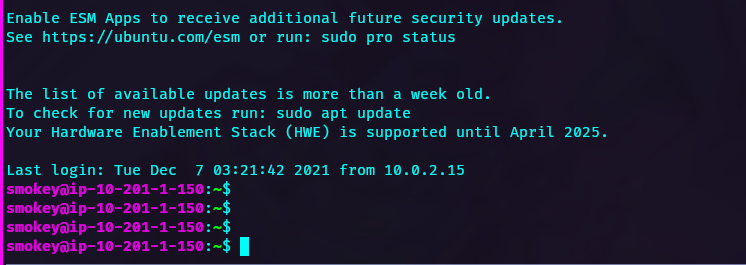 Enable ESM Apps to receive additional future security updates.
See https://ubuntu.com/esm or run: sudo pro status
The list of available updates is more than a week old.
To check for new updates run: sudo apt update
Your Hardware Enablement Stack (HWE) is supported until April 2025.
Last login: Tue Dec  7 03:21:42 2021 from 10.0.2.15
smokey@ip-10-201-1-150:~$
smokey@ip-10-201-1-150:~$
smokey@ip-10-201-1-150:~$
smokey@ip-10-201-1-150:~$